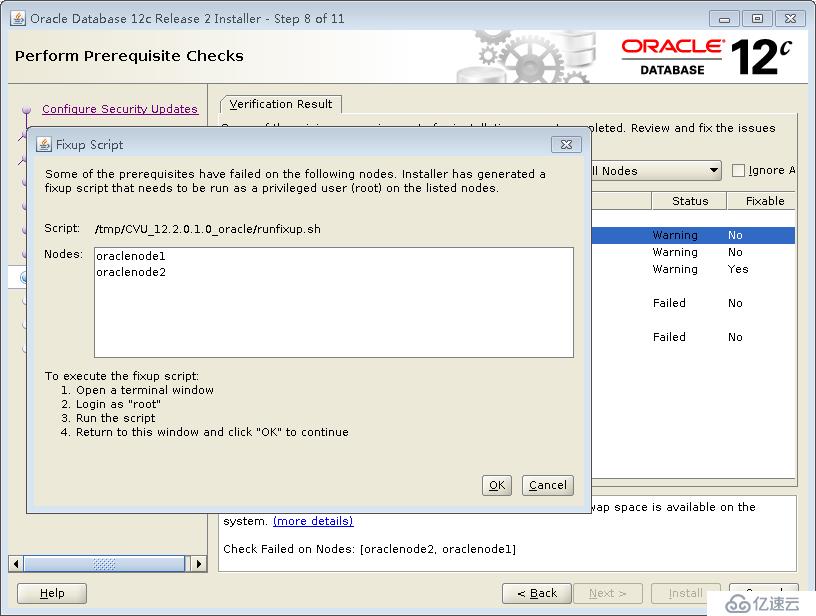 Oracle Database 12c Release 2 Installer - Step 8 of 11
Perform Prerequisite Checks
ORACLE
DATABASE
12c
Configure Security Updates
Verification Result
completed. Review and fix the issues
All Nodes
Ignore A
Status Fixable
Warning No
Warning No
Warning Yes
Failed No
Failed No
Fixup Script
Some of the prerequisites have failed on the following nodes. Installer has generated a
fixup script that needs to be run as a privileged user (root) on the listed nodes.
Script: /tmp/CVU_12.2.0.1.0_oracle/runfixup.sh
Nodes: oraclenode1
oraclenode2
To execute the fixup script:
1. Open a terminal window
2. Login as "root"
3. Run the script
4. Return to this window and click "OK" to continue
OK Cancel
swap space is available on the
system. (more details)
Check Failed on Nodes: [oraclenode2, oraclenode1]
Help < Back Next > Install
亿速云